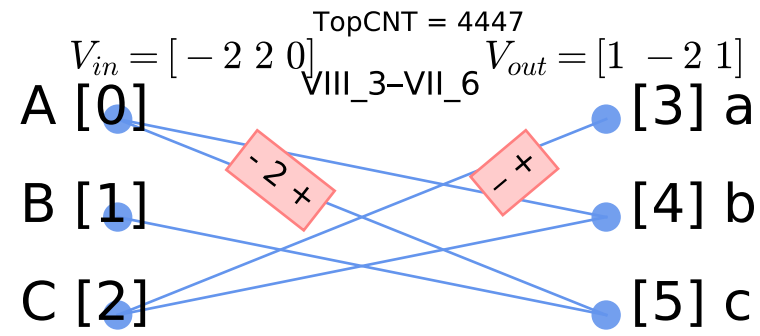 TopCNT = 4447
V_in = [ − 2 2 0]
V_out = [1 − 2 1]
VIII_3–VII_6
A [0]
[3] a
- 2 +
– +
B [1]
[4] b
C [2]
[5] c